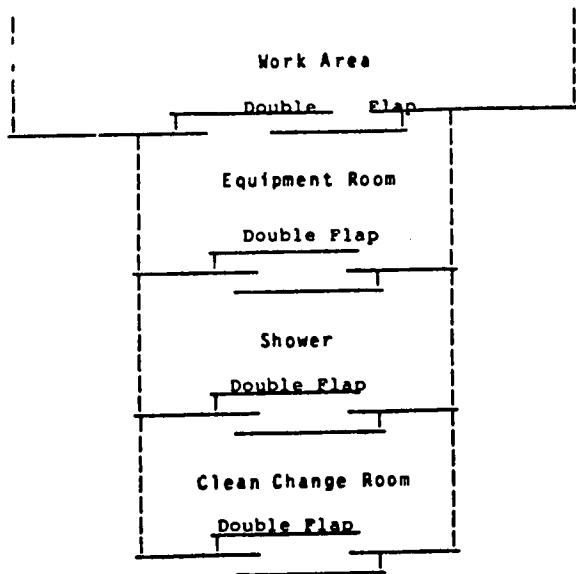 Work Area
Double Flap
Equipment Room
Double Flap
Shower
Double Flap
Clean Change Room
Double Flap